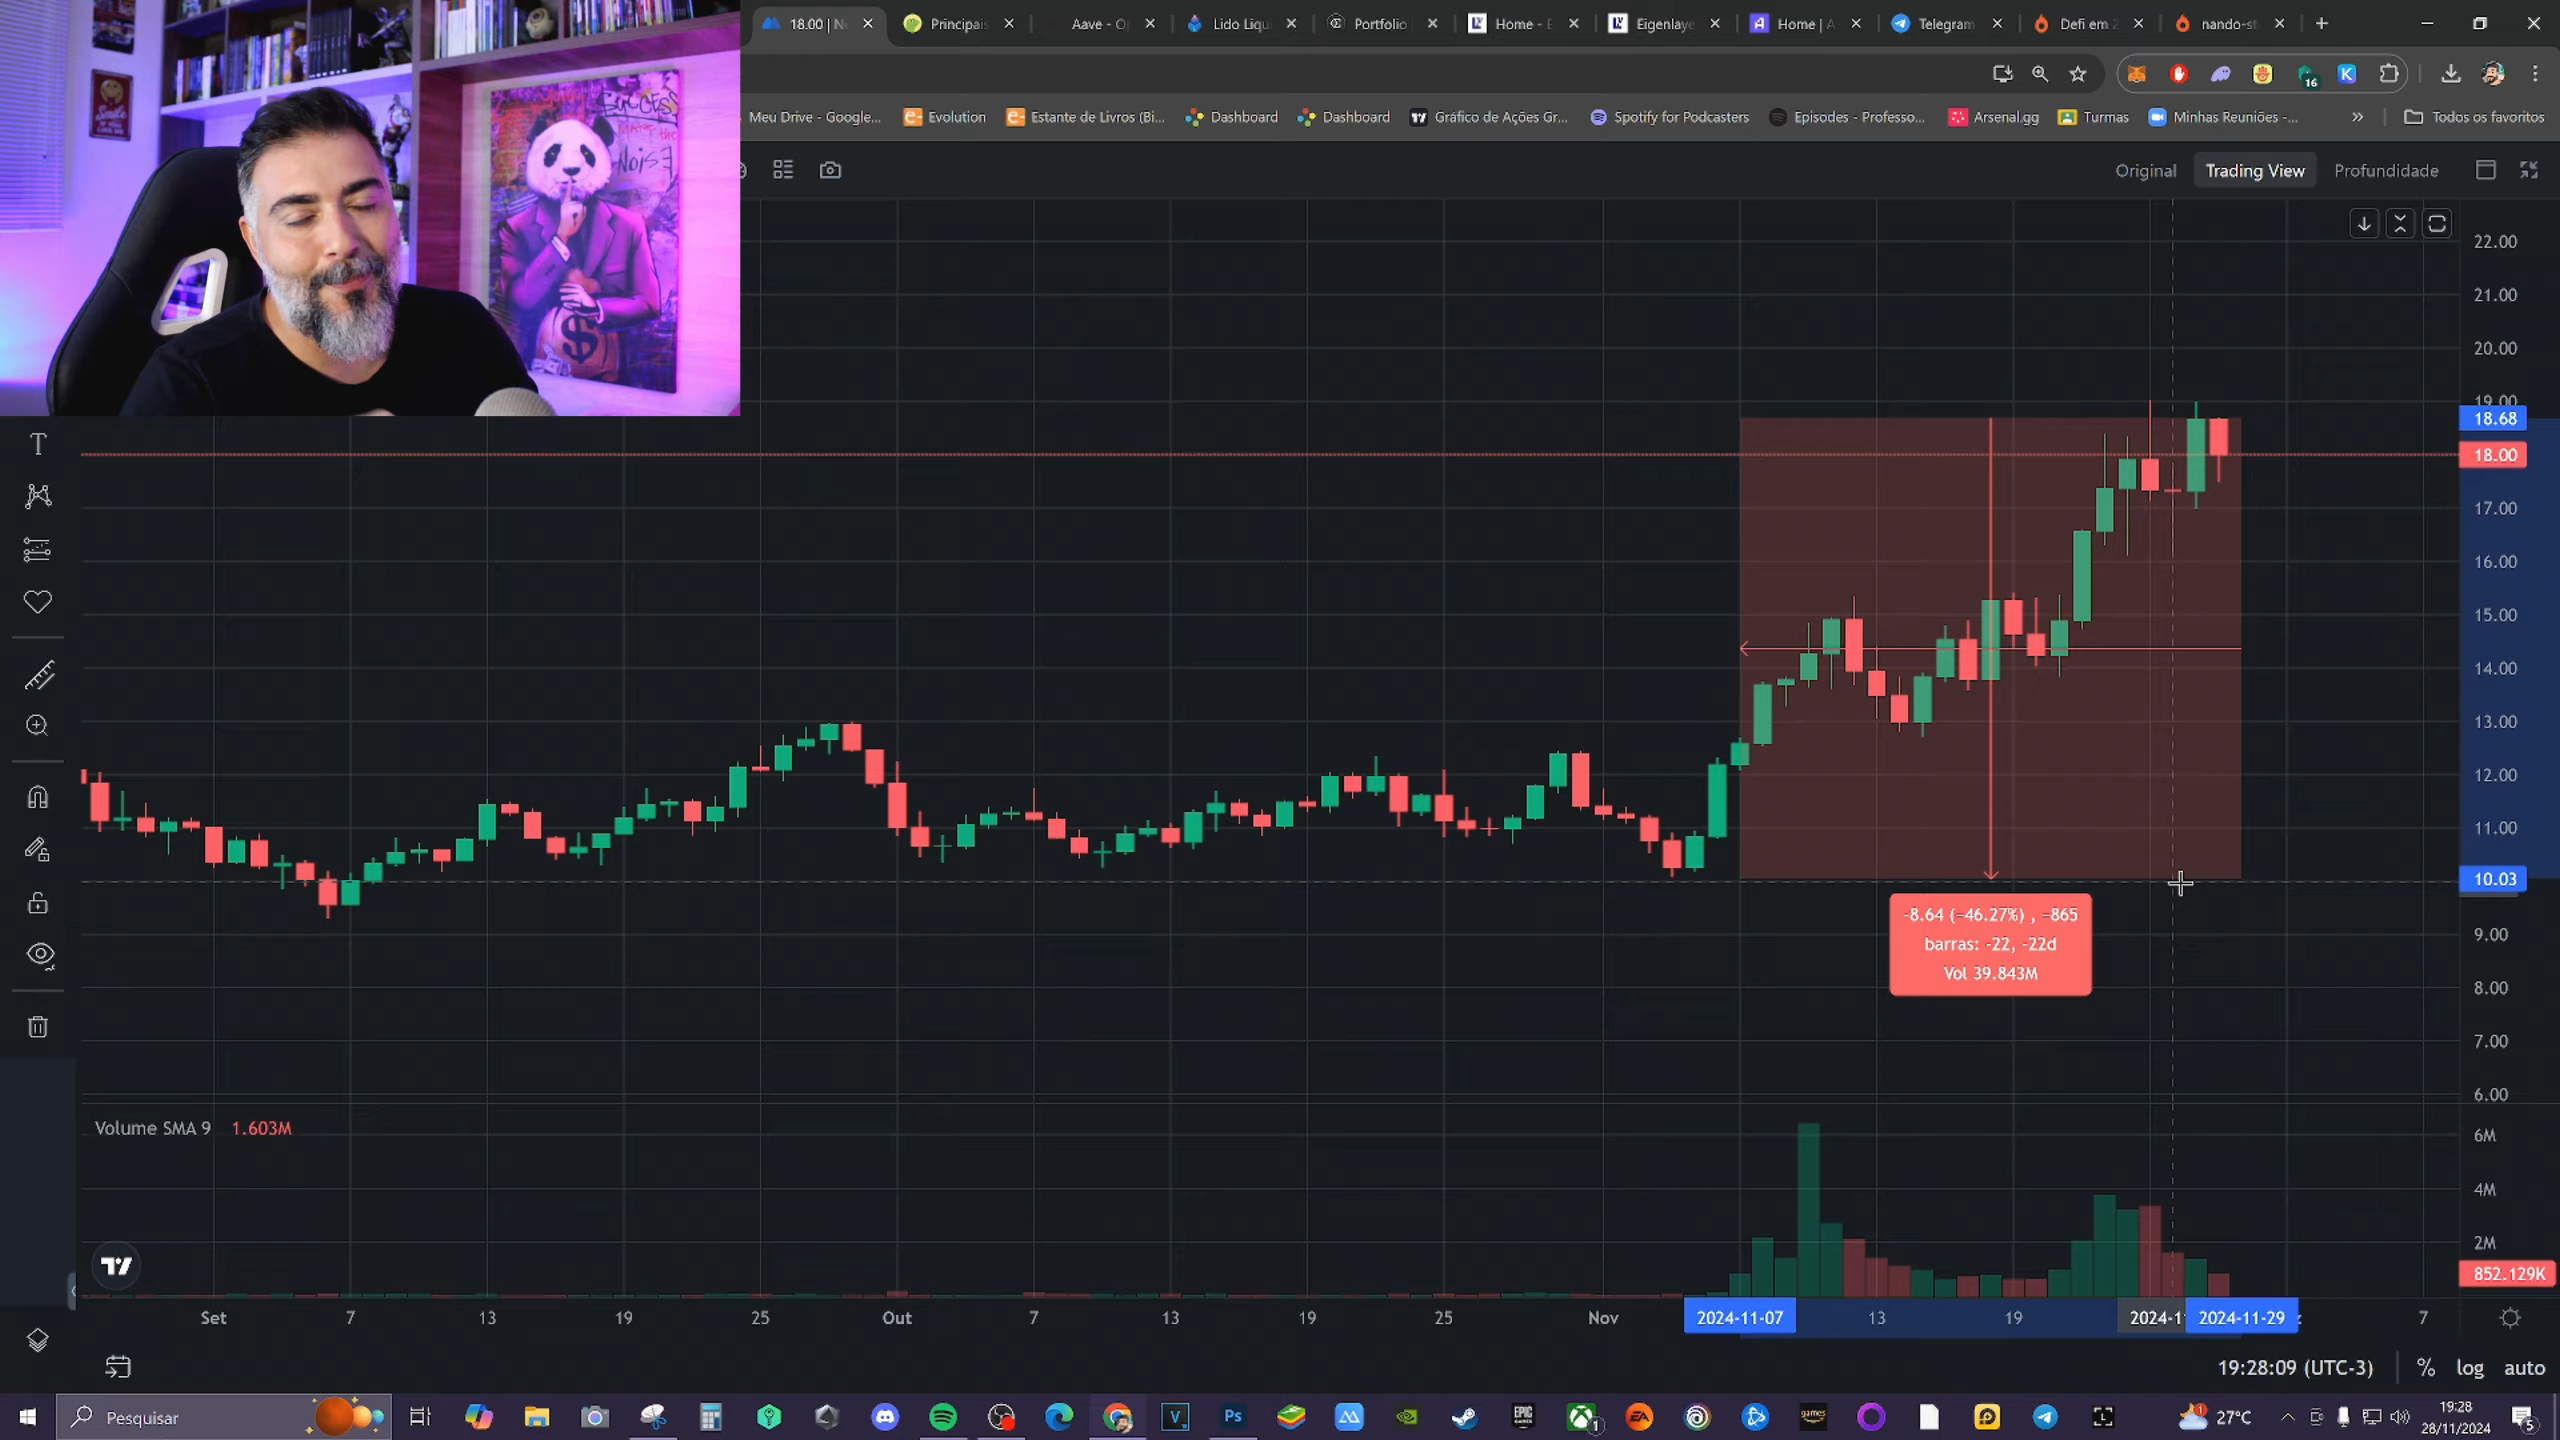 18.00 | N
Principais
Aave - O
Lido Liqu
Portfolio
Home - E
Eigenlaye
Home | A
Telegram
Defi em 2
nando-st
16
Meu Drive - Google...
Evolution
Estante de Livros (Bi...
Dashboard
Dashboard
Gráfico de Ações Gr...
Spotify for Podcasters
Episodes - Professo...
Arsenal.gg
Turmas
Minhas Reuniões -...
»
Todos os favoritos
SUCCESS
NOISE
$
Original
Trading View
Profundidade
22.00
21.00
20.00
19.00
18.68
18.00
17.00
16.00
15.00
14.00
13.00
12.00
11.00
10.03
9.00
8.00
7.00
6.00
-8.64 (−46.27%) , −865
barras: -22, -22d
Vol 39.843M
Volume SMA 9 1.603M
6M
4M
2M
852.129K
Set 7 13 19 25 Out 7 13 19 25 Nov 2024-11-07 13 19 2024-1 2024-11-29 7
19:28:09 (UTC-3) % log auto
Pesquisar
27°C
19:28
28/11/2024
5